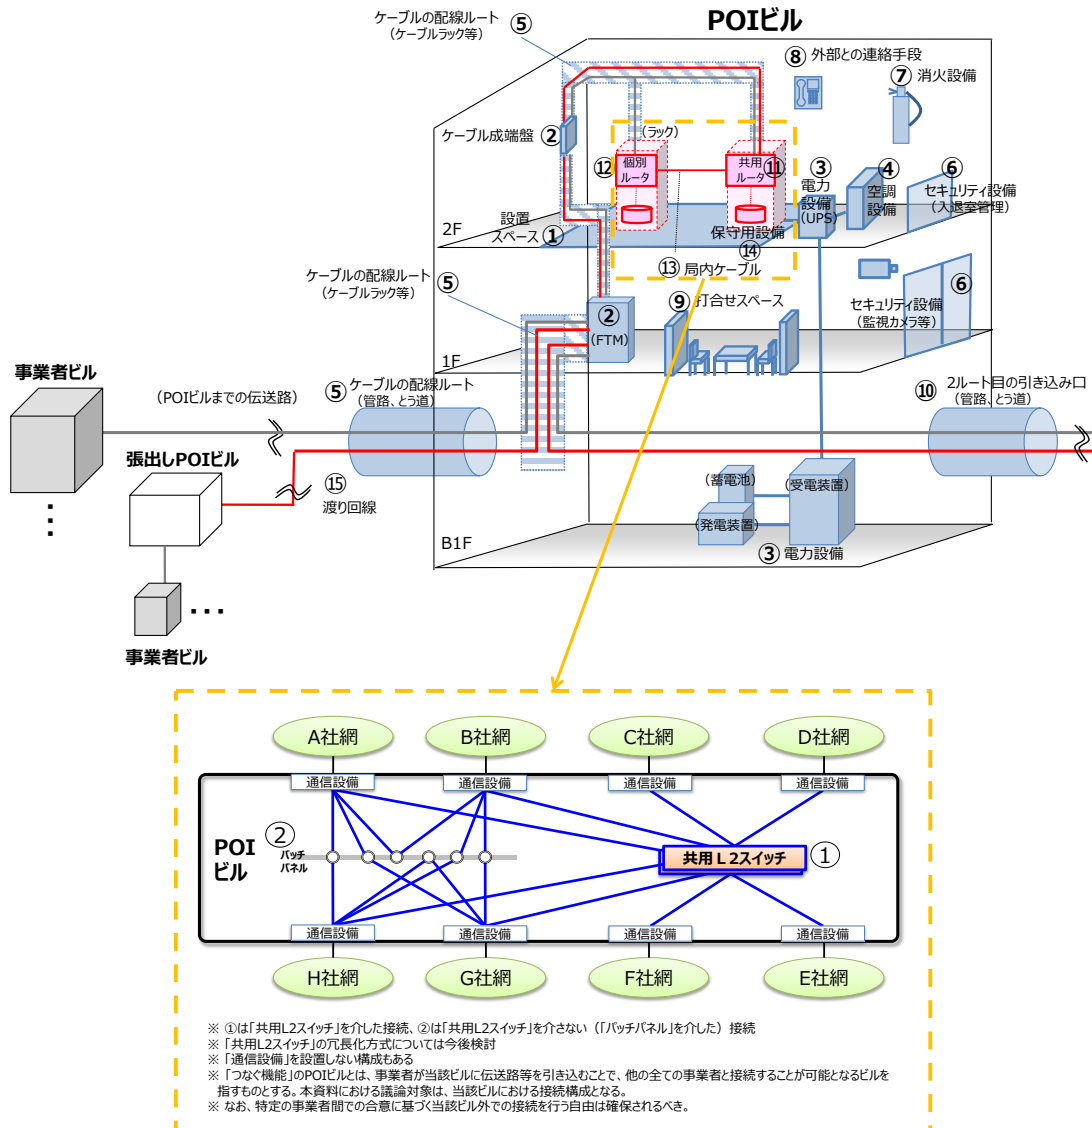 POIビル
ケーブルの配線ルート
（ケーブルラック等）
⑤
⑧ 外部との連絡手段
⑦ 消火設備
ケーブル成端盤 ②
（ラック）
⑫
個別
ルータ
共用
ルータ
⑪
③
電力
設備
(UPS)
④
空調
設備
⑥
セキュリティ設備
（入退室管理）
設置
スペース ①
2F
保守用設備
⑭
⑬ 局内ケーブル
ケーブルの配線ルート
（ケーブルラック等）
⑤
②
(FTM)
⑨ 打合せスペース
セキュリティ設備
（監視カメラ等）
⑥
1F
事業者ビル
（POIビルまでの伝送路）
⑤ ケーブルの配線ルート
（管路、とう道）
⑩ 2ルート目の引き込み口
（管路、とう道）
張出しPOIビル
⑮
渡り回線
（蓄電池）
（受電装置）
（発電装置）
B1F
③ 電力設備
事業者ビル
A社網
B社網
C社網
D社網
通信設備
通信設備
通信設備
通信設備
POI
ビル
②
パッチ
パネル
共用L2スイッチ
①
通信設備
通信設備
通信設備
通信設備
H社網
G社網
F社網
E社網
※ ①は「共用L2スイッチ」を介した接続、②は「共用L2スイッチ」を介さない（「パッチパネル」を介した）接続
※ 「共用L2スイッチ」の冗長化方式については今後検討
※ 「通信設備」を設置しない構成もある
※ 「つなぐ機能」のPOIビルとは、事業者が当該ビルに伝送路等を引き込むことで、他の全ての事業者と接続することが可能となるビルを
指すものとする。本資料における議論対象は、当該ビルにおける接続構成となる。
※ なお、特定の事業者間での合意に基づく当該ビル外での接続を行う自由は確保されるべき。